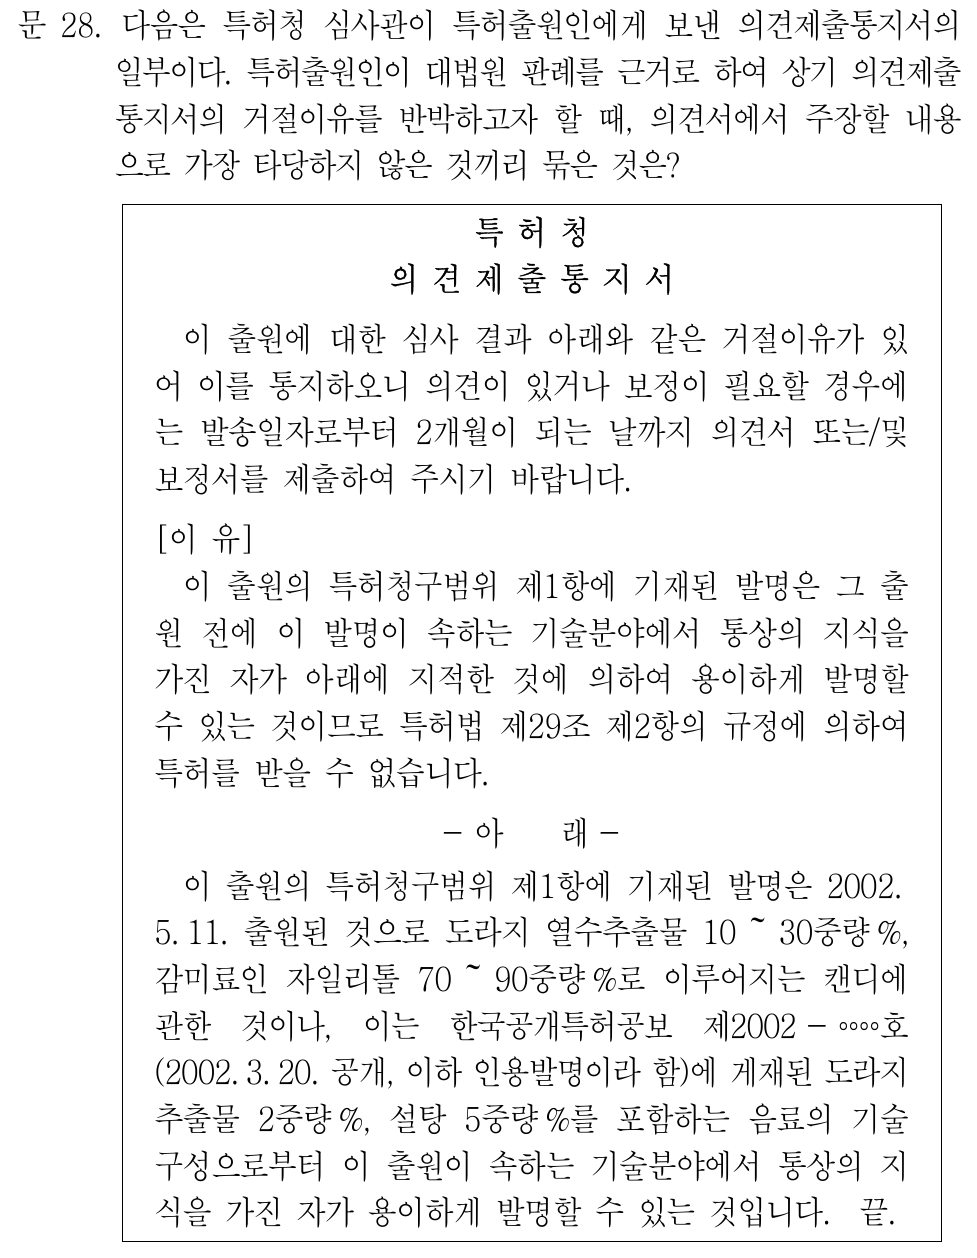 문 28. 다음은 특허청 심사관이 특허출원인에게 보낸 의견제출통지서의
일부이다. 특허출원인이 대법원 판례를 근거로 하여 상기 의견제출
통지서의 거절이유를 반박하고자 할 때, 의견서에서 주장할 내용
으로 가장 타당하지 않은 것끼리 묶은 것은?
특 허 청
의 견 제 출 통 지 서
이 출원에 대한 심사 결과 아래와 같은 거절이유가 있
어 이를 통지하오니 의견이 있거나 보정이 필요할 경우에
는 발송일자로부터 2개월이 되는 날까지 의견서 또는/및
보정서를 제출하여 주시기 바랍니다.
[이 유]
이 출원의 특허청구범위 제1항에 기재된 발명은 그 출
원 전에 이 발명이 속하는 기술분야에서 통상의 지식을
가진 자가 아래에 지적한 것에 의하여 용이하게 발명할
수 있는 것이므로 특허법 제29조 제2항의 규정에 의하여
특허를 받을 수 없습니다.
- 아 래 -
이 출원의 특허청구범위 제1항에 기재된 발명은 2002.
5. 11. 출원된 것으로 도라지 열수추출물 10 ~ 30중량%,
감미료인 자일리톨 70 ~ 90중량%로 이루어지는 캔디에
관한 것이나, 이는 한국공개특허공보 제2002 - ◦◦◦◦호
(2002. 3. 20. 공개, 이하 인용발명이라 함)에 게재된 도라지
추출물 2중량%, 설탕 5중량%를 포함하는 음료의 기술
구성으로부터 이 출원이 속하는 기술분야에서 통상의 지
식을 가진 자가 용이하게 발명할 수 있는 것입니다. 끝.